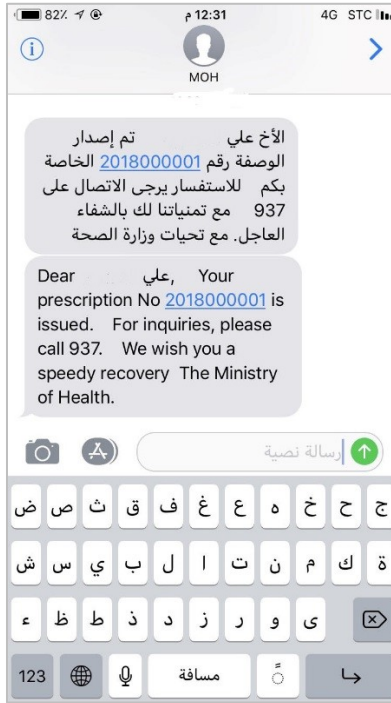 82%
12:31 م
4G STC
MOH
الأخ علي تم إصدار
الوصفة رقم 2018000001 الخاصة
بكم للاستفسار يرجى الاتصال على
937 مع تمنياتنا لك بالشفاء
العاجل. مع تحيات وزارة الصحة
Dear علي, Your
prescription No 2018000001 is
issued. For inquiries, please
call 937. We wish you a
speedy recovery The Ministry
of Health.
رسالة نصية
ض ص ث ق ف غ ع ه خ ح ج
ش س ي ب ل ا ت ن م ك ة
ء ظ ط ذ د ز ر و ى
123 مسافة